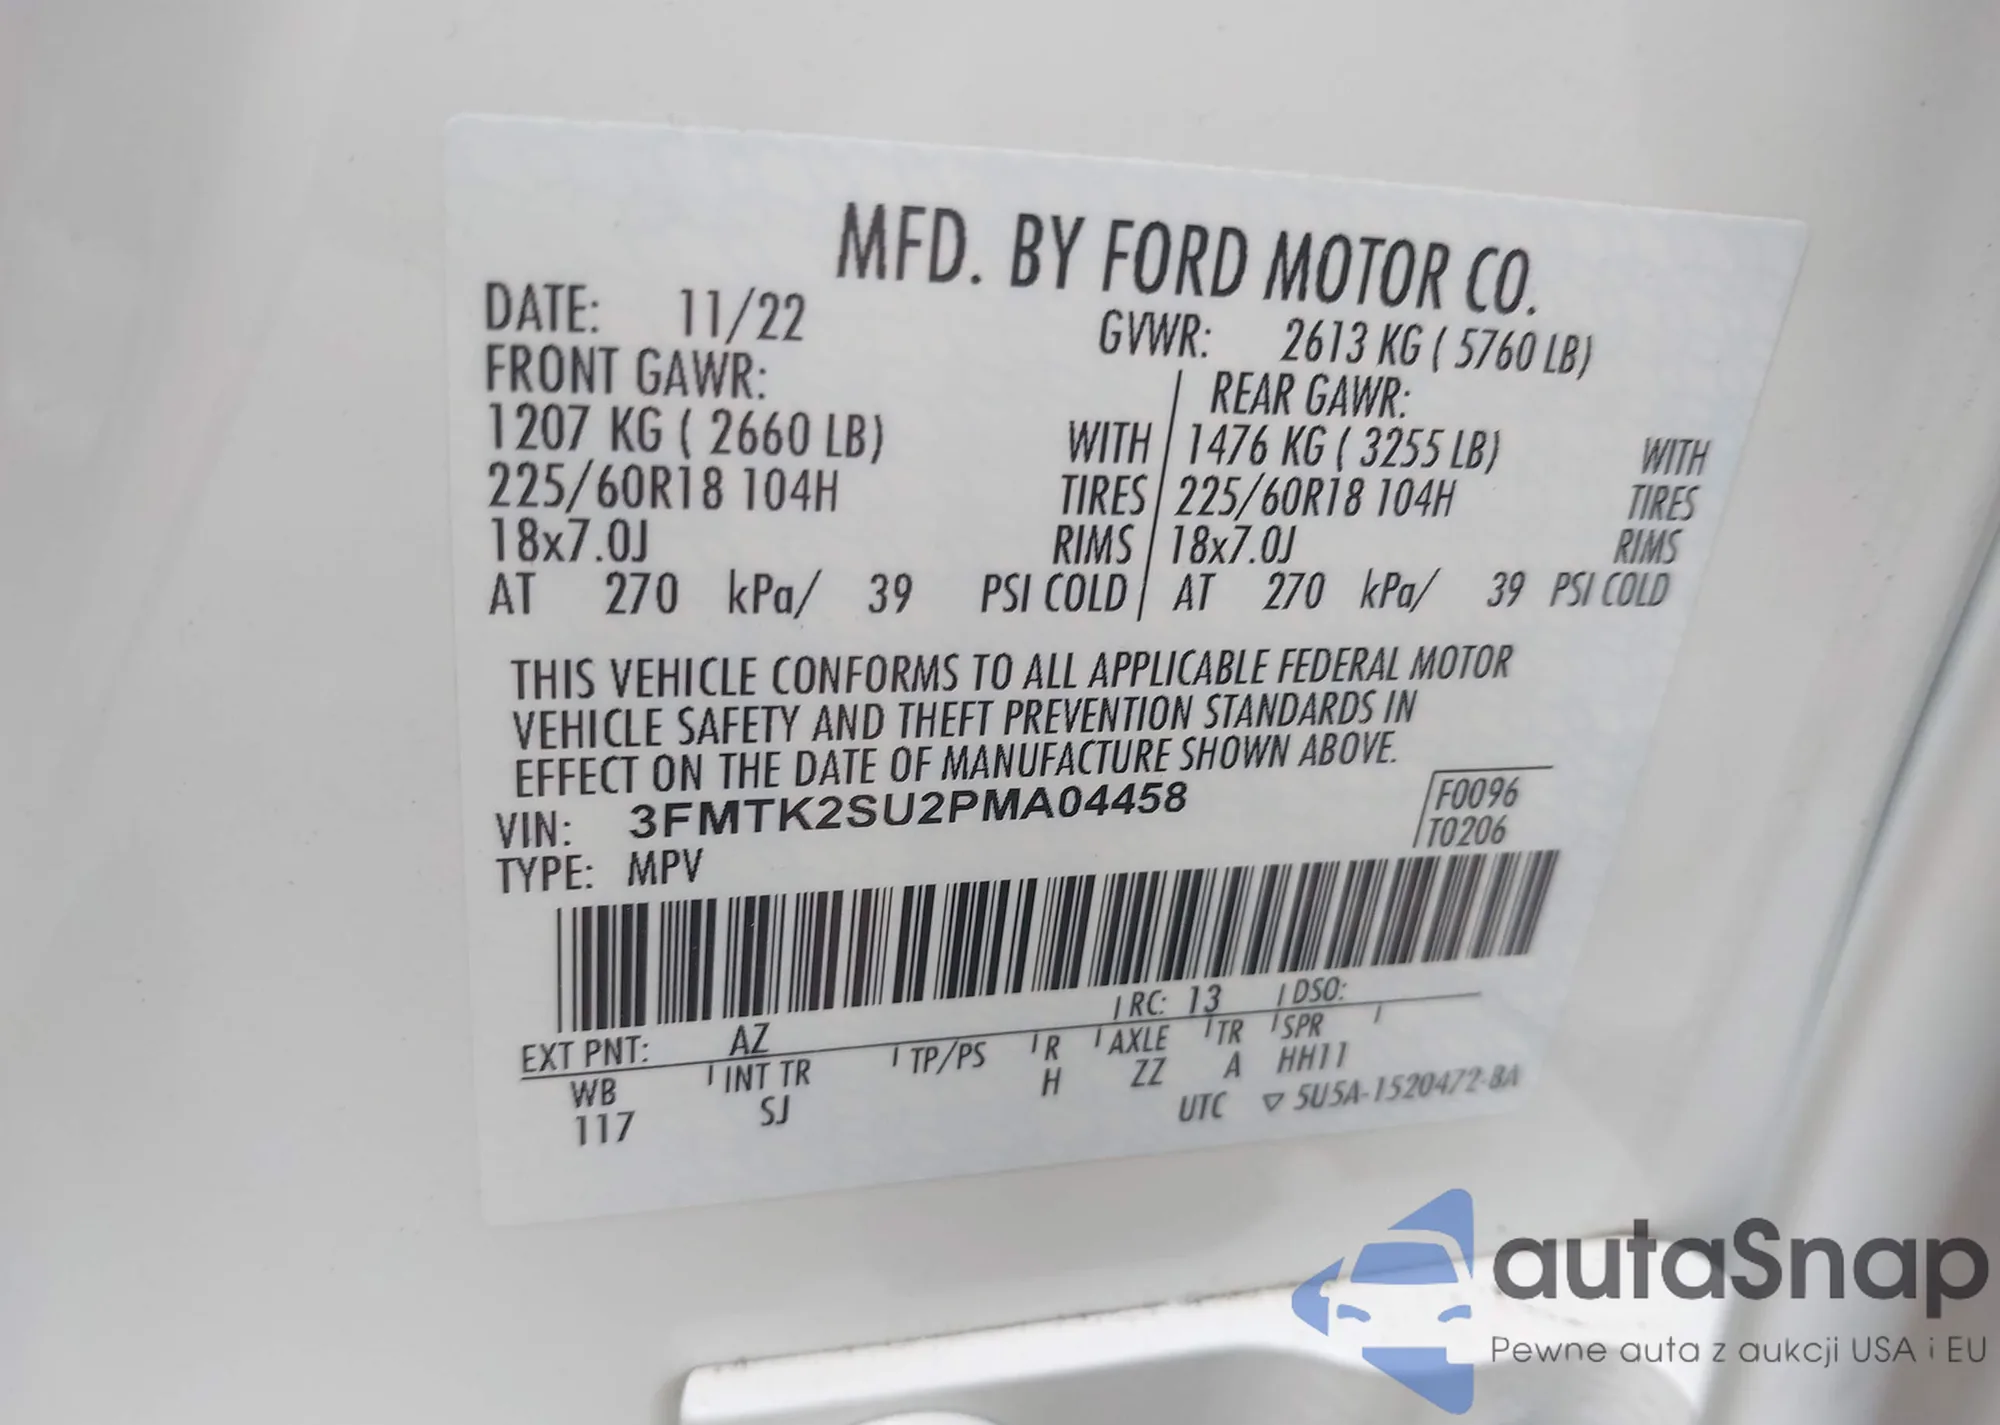 MFD. BY FORD MOTOR CO.
DATE: 11/22 GVWR: 2613 KG ( 5760 LB)
FRONT GAWR: REAR GAWR:
1207 KG ( 2660 LB) WITH 1476 KG ( 3255 LB) WITH
225/60R18 104H TIRES 225/60R18 104H TIRES
18x7.0J RIMS 18x7.0J RIMS
AT 270 kPa/ 39 PSI COLD AT 270 kPa/ 39 PSI COLD
THIS VEHICLE CONFORMS TO ALL APPLICABLE FEDERAL MOTOR
VEHICLE SAFETY AND THEFT PREVENTION STANDARDS IN
EFFECT ON THE DATE OF MANUFACTURE SHOWN ABOVE.
VIN: 3FMTK2SU2PMA04458 F0096
TYPE: MPV T0206
EXT PNT: AZ RC: 13 DSO:
WB INT TR TP/PS R AXLE TR SPR
117 SJ H ZZ A HH11
UTC ▽ 5U5A-1520472-BA
autaSnap
Pewne auta z aukcji USA i EU